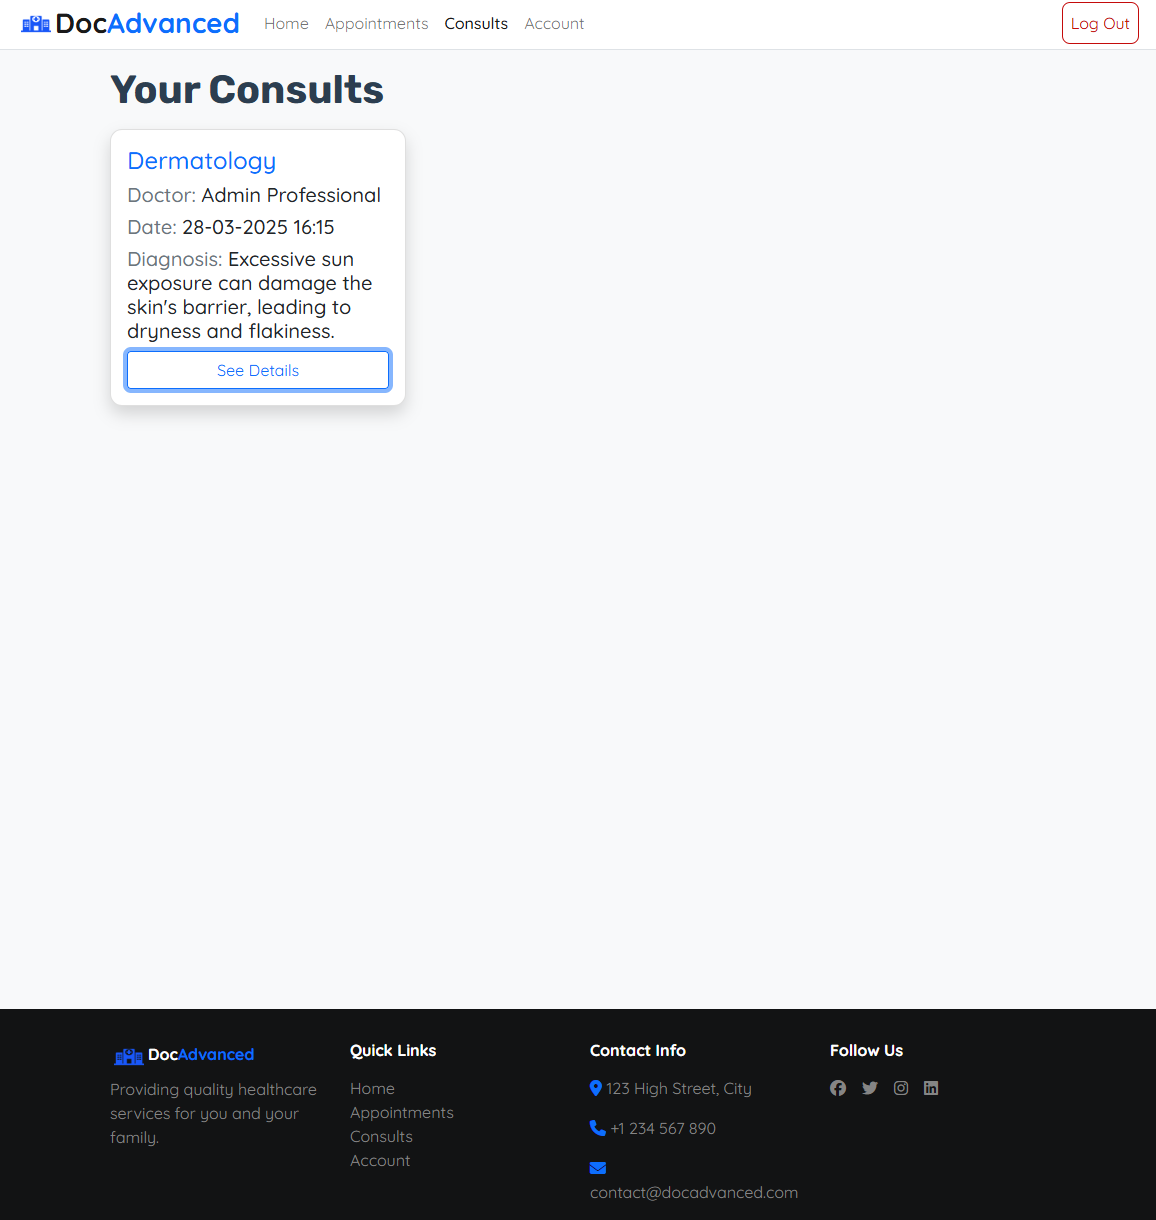 DocAdvanced Home Appointments Consults Account Log Out
Your Consults
Dermatology
Doctor: Admin Professional
Date: 28-03-2025 16:15
Diagnosis: Excessive sun
exposure can damage the
skin's barrier, leading to
dryness and flakiness.
See Details
DocAdvanced
Providing quality healthcare
services for you and your
family.
Quick Links
Home
Appointments
Consults
Account
Contact Info
123 High Street, City
+1 234 567 890
contact@docadvanced.com
Follow Us